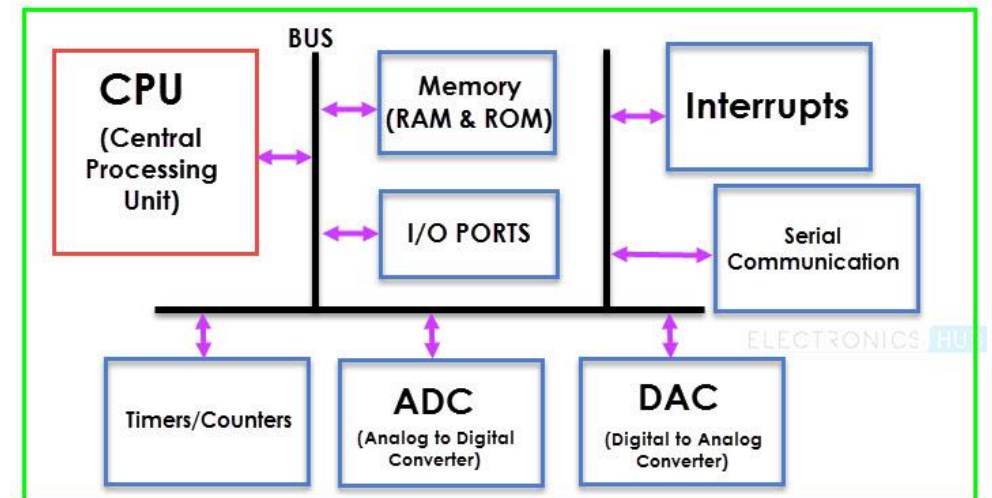 BUS
CPU
(Central
Processing
Unit)
Memory
(RAM & ROM)
I/O PORTS
Interrupts
Serial
Communication
ELECTRONICS HUB
Timers/Counters
ADC
(Analog to Digital
Converter)
DAC
(Digital to Analog
Converter)